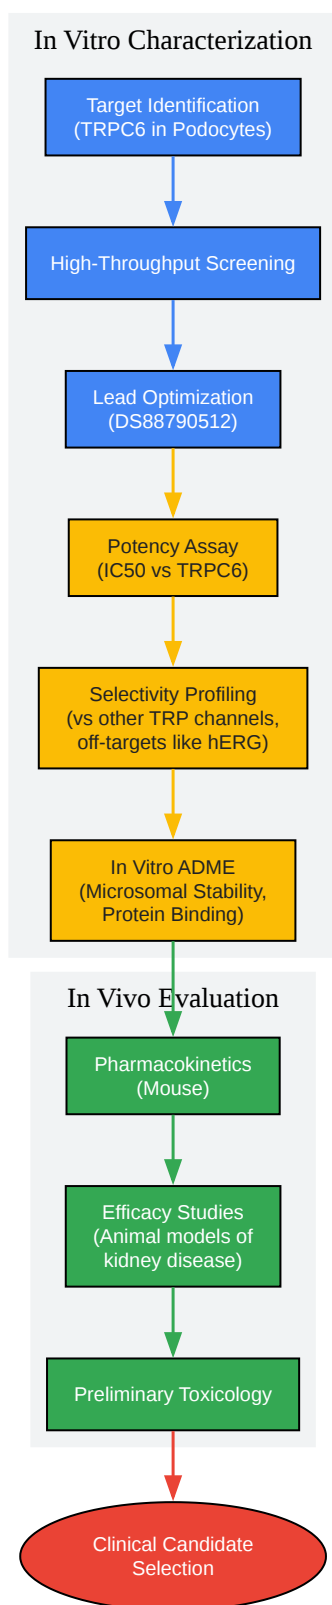 In Vitro Characterization
Target Identification
(TRPC6 in Podocytes)
High-Throughput Screening
Lead Optimization
(DS88790512)
Potency Assay
(IC50 vs TRPC6)
Selectivity Profiling
(vs other TRP channels,
off-targets like hERG)
In Vitro ADME
(Microsomal Stability,
Protein Binding)
In Vivo Evaluation
Pharmacokinetics
(Mouse)
Efficacy Studies
(Animal models of
kidney disease)
Preliminary Toxicology
Clinical Candidate
Selection